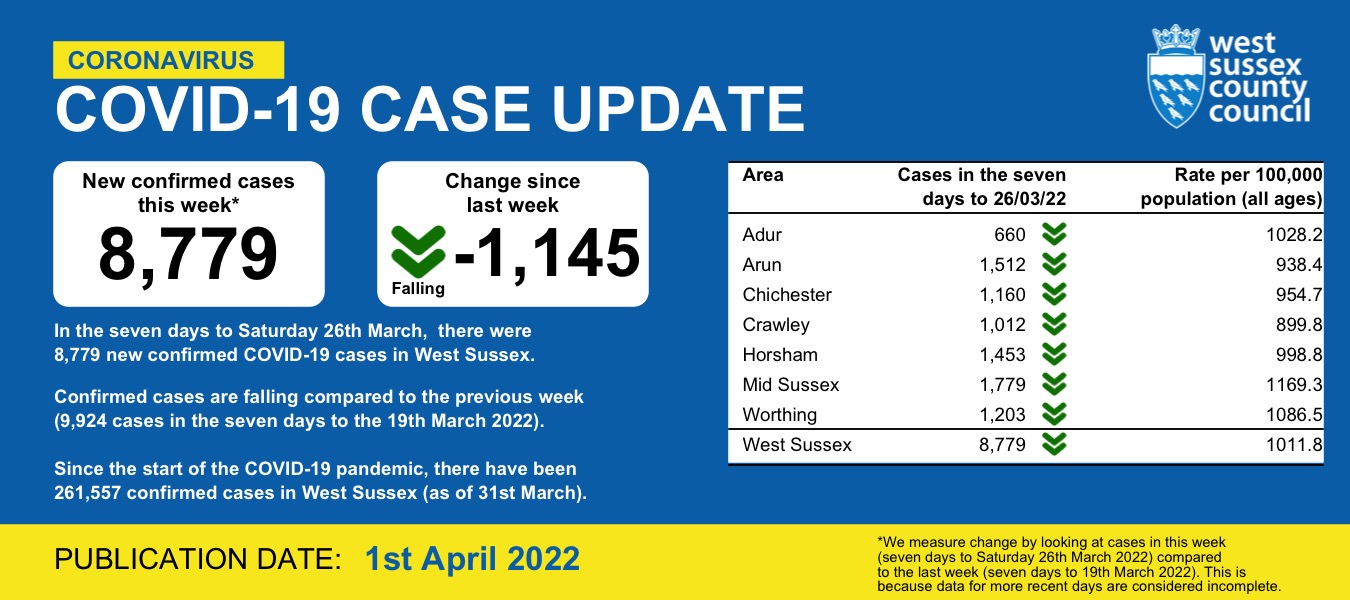 CORONAVIRUS
COVID-19 CASE UPDATE
west
sussex
county
council
New confirmed cases
this week*
8,779
Change since
last week
-1,145
Falling
In the seven days to Saturday 26th March,  there were
8,779 new confirmed COVID-19 cases in West Sussex.
Confirmed cases are falling compared to the previous week
(9,924 cases in the seven days to the 19th March 2022).
Since the start of the COVID-19 pandemic, there have been
261,557 confirmed cases in West Sussex (as of 31st March).
Area Cases in the seven Rate per 100,000
days to 26/03/22 population (all ages)
Adur 660 1028.2
Arun 1,512 938.4
Chichester 1,160 954.7
Crawley 1,012 899.8
Horsham 1,453 998.8
Mid Sussex 1,779 1169.3
Worthing 1,203 1086.5
West Sussex 8,779 1011.8
PUBLICATION DATE: 1st April 2022
*We measure change by looking at cases in this week
(seven days to Saturday 26th March 2022) compared
to the last week (seven days to 19th March 2022). This is
because data for more recent days are considered incomplete.